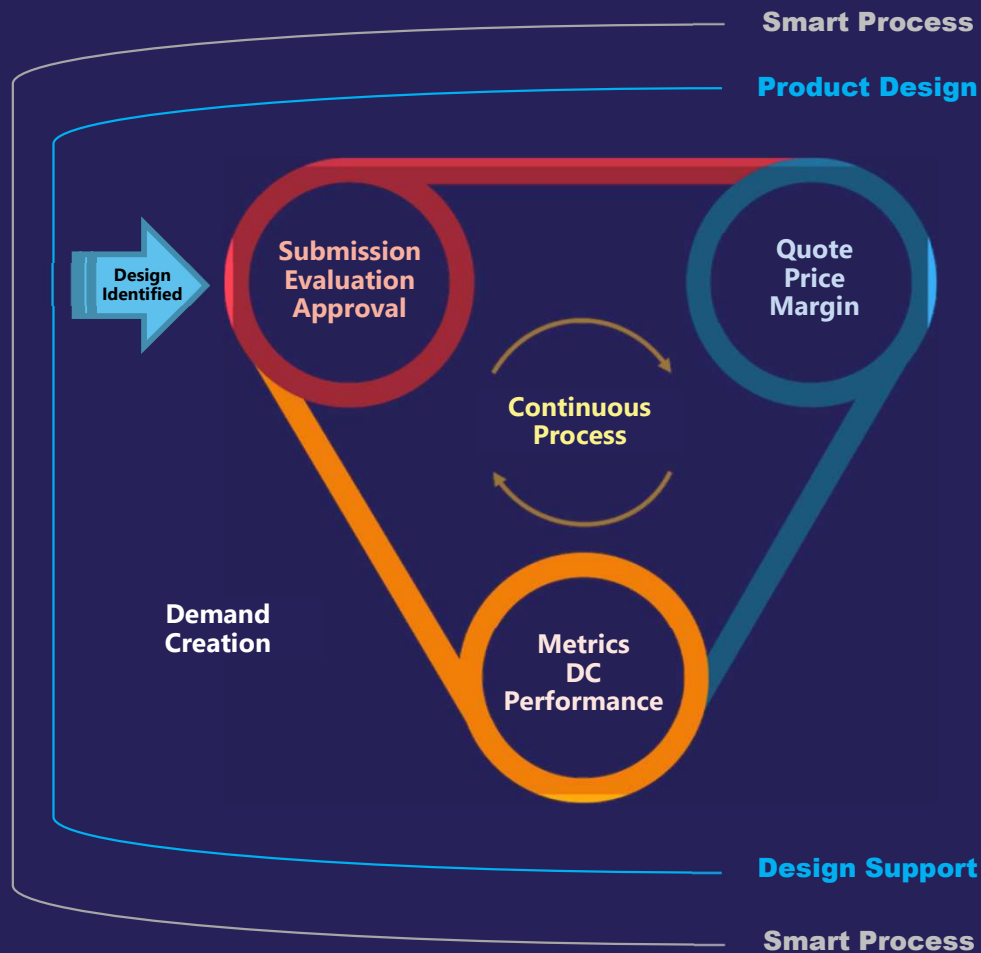 Smart Process
Product Design
Submission
Evaluation
Approval
Quote
Price
Margin
Design
Identified
Continuous
Process
Demand
Creation
Metrics
DC
Performance
Design Support
Smart Process